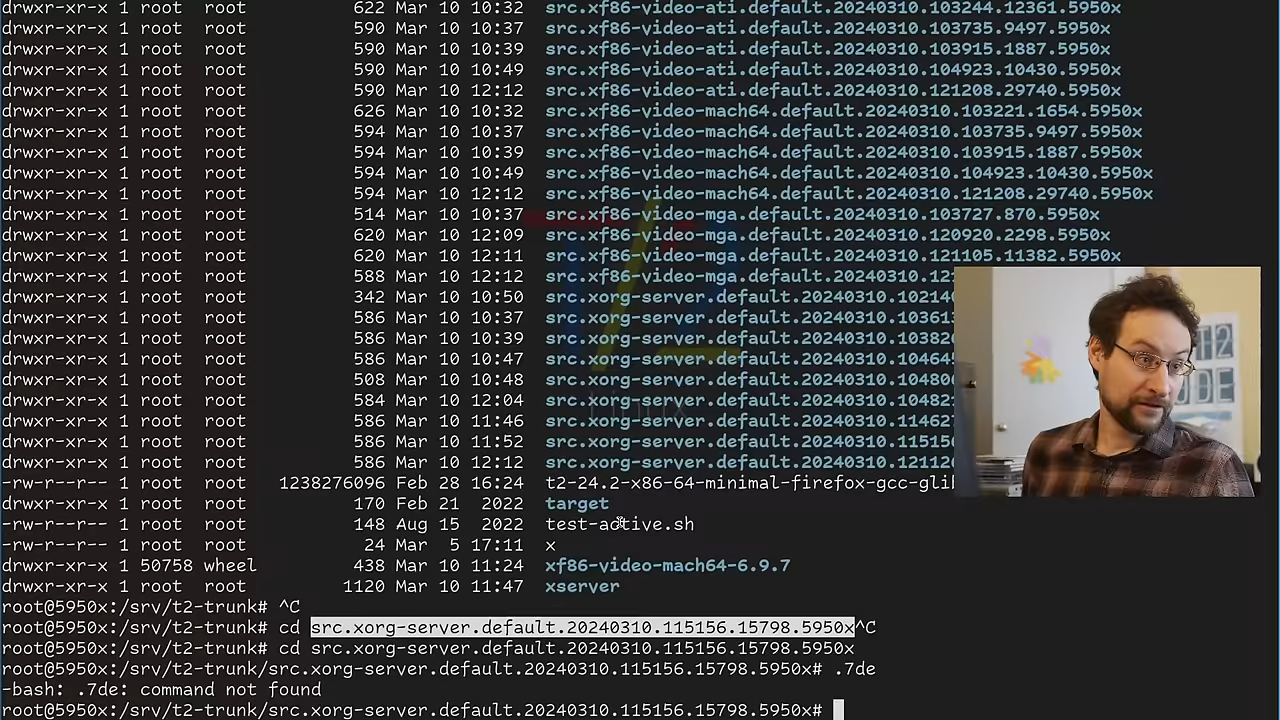 drwxr-xr-x 1 root root 622 Mar 10 10:32 src.xf86-video-ati.default.20240310.103244.12361.5950x
drwxr-xr-x 1 root root 590 Mar 10 10:37 src.xf86-video-ati.default.20240310.103735.9497.5950x
drwxr-xr-x 1 root root 590 Mar 10 10:39 src.xf86-video-ati.default.20240310.103915.1887.5950x
drwxr-xr-x 1 root root 590 Mar 10 10:49 src.xf86-video-ati.default.20240310.104923.10430.5950x
drwxr-xr-x 1 root root 590 Mar 10 12:12 src.xf86-video-ati.default.20240310.121208.29740.5950x
drwxr-xr-x 1 root root 626 Mar 10 10:32 src.xf86-video-mach64.default.20240310.103221.1654.5950x
drwxr-xr-x 1 root root 594 Mar 10 10:37 src.xf86-video-mach64.default.20240310.103735.9497.5950x
drwxr-xr-x 1 root root 594 Mar 10 10:39 src.xf86-video-mach64.default.20240310.103915.1887.5950x
drwxr-xr-x 1 root root 594 Mar 10 10:49 src.xf86-video-mach64.default.20240310.104923.10430.5950x
drwxr-xr-x 1 root root 594 Mar 10 12:12 src.xf86-video-mach64.default.20240310.121208.29740.5950x
drwxr-xr-x 1 root root 514 Mar 10 10:37 src.xf86-video-mga.default.20240310.103727.870.5950x
drwxr-xr-x 1 root root 620 Mar 10 12:09 src.xf86-video-mga.default.20240310.120920.2298.5950x
drwxr-xr-x 1 root root 620 Mar 10 12:11 src.xf86-video-mga.default.20240310.121105.11382.5950x
drwxr-xr-x 1 root root 588 Mar 10 12:12 src.xf86-video-mga.default.20240310.12
drwxr-xr-x 1 root root 342 Mar 10 10:50 src.xorg-server.default.20240310.10214
drwxr-xr-x 1 root root 586 Mar 10 10:37 src.xorg-server.default.20240310.10361
drwxr-xr-x 1 root root 586 Mar 10 10:39 src.xorg-server.default.20240310.10382
drwxr-xr-x 1 root root 586 Mar 10 10:47 src.xorg-server.default.20240310.10464
drwxr-xr-x 1 root root 508 Mar 10 10:48 src.xorg-server.default.20240310.10480
drwxr-xr-x 1 root root 584 Mar 10 12:04 src.xorg-server.default.20240310.10482
drwxr-xr-x 1 root root 586 Mar 10 11:46 src.xorg-server.default.20240310.11462
drwxr-xr-x 1 root root 586 Mar 10 11:52 src.xorg-server.default.20240310.11515
drwxr-xr-x 1 root root 586 Mar 10 12:12 src.xorg-server.default.20240310.12112
-rw-r--r-- 1 root root 1238276096 Feb 28 16:24 t2-24.2-x86-64-minimal-firefox-gcc-gli
drwxr-xr-x 1 root root 170 Feb 21 2022 target
-rw-r--r-- 1 root root 148 Aug 15 2022 test-active.sh
-rw-r--r-- 1 root root 24 Mar 5 17:11 x
drwxr-xr-x 1 50758 wheel 438 Mar 10 11:24 xf86-video-mach64-6.9.7
drwxr-xr-x 1 root root 1120 Mar 10 11:47 xserver
root@5950x:/srv/t2-trunk# ^C
root@5950x:/srv/t2-trunk# cd src.xorg-server.default.20240310.115156.15798.5950x^C
root@5950x:/srv/t2-trunk# cd src.xorg-server.default.20240310.115156.15798.5950x
root@5950x:/srv/t2-trunk/src.xorg-server.default.20240310.115156.15798.5950x# .7de
-bash: .7de: command not found
root@5950x:/srv/t2-trunk/src.xorg-server.default.20240310.115156.15798.5950x#